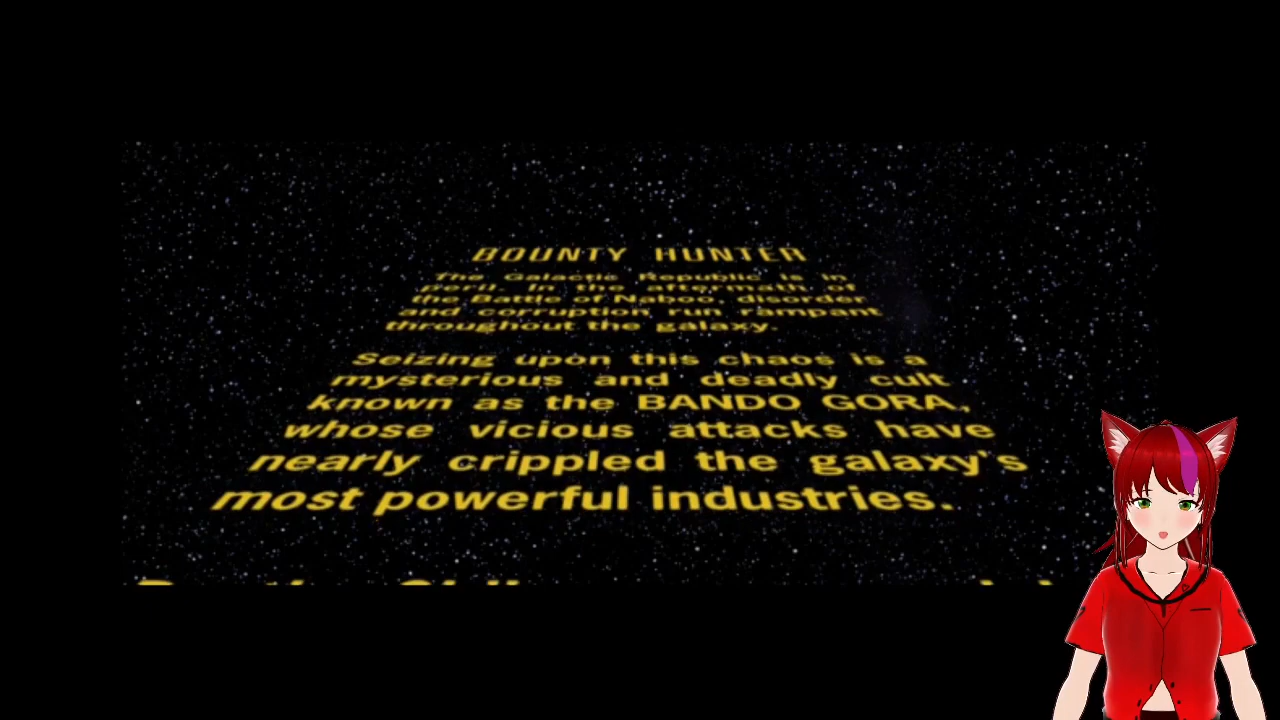 BOUNTY HUNTER
The Galactic Republic is in
peril. In the aftermath of
the Battle of Naboo, disorder
and corruption run rampant
throughout the galaxy.
Seizing upon this chaos is a
mysterious and deadly cult
known as the BANDO GORA,
whose vicious attacks have
nearly crippled the galaxy's
most powerful industries.